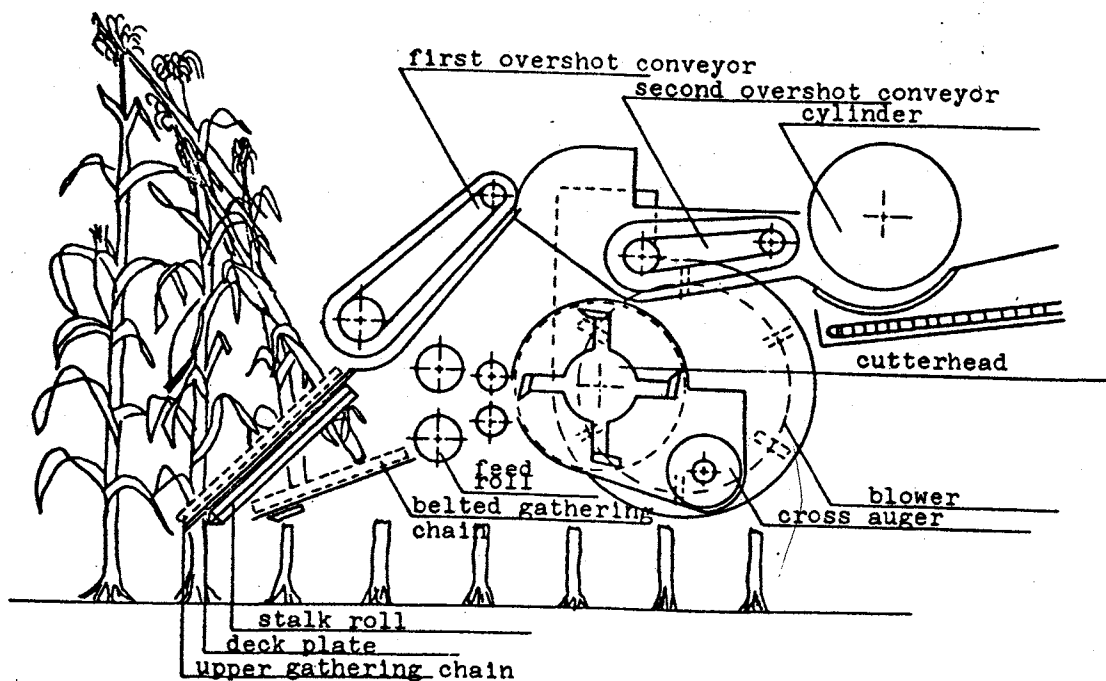 first overshot conveyor
second overshot conveyor
cylinder
cutterhead
feed
roll
belted gathering
chain
blower
cross auger
stalk roll
deck plate
upper gathering chain